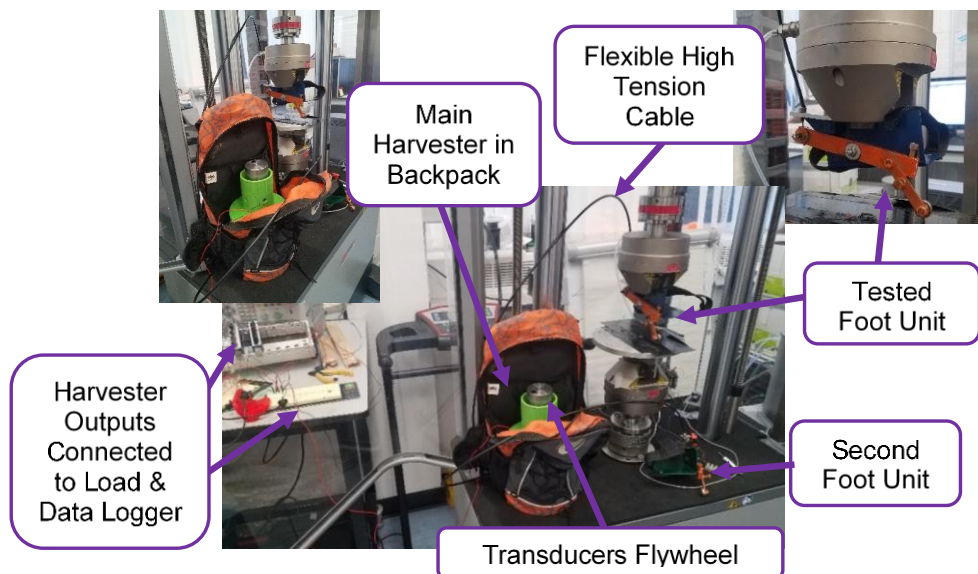 Flexible High
Tension
Cable
Main
Harvester in
Backpack
Tested
Foot Unit
Harvester
Outputs
Connected
to Load &
Data Logger
Second
Foot Unit
Transducers Flywheel